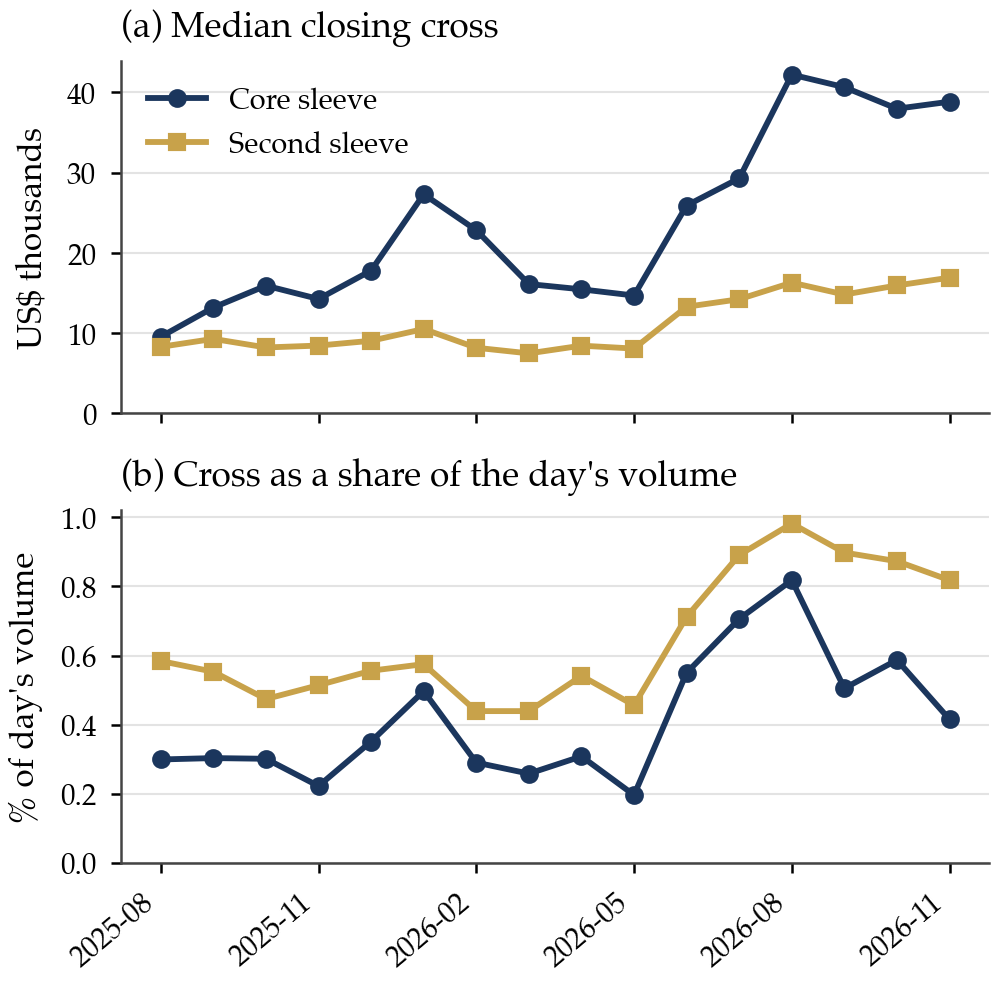 (a) Median closing cross
US$ thousands
40
30
20
10
0
Core sleeve
Second sleeve
(b) Cross as a share of the day's volume
% of day's volume
1.0
0.8
0.6
0.4
0.2
0.0
2025-08
2025-11
2026-02
2026-05
2026-08
2026-11